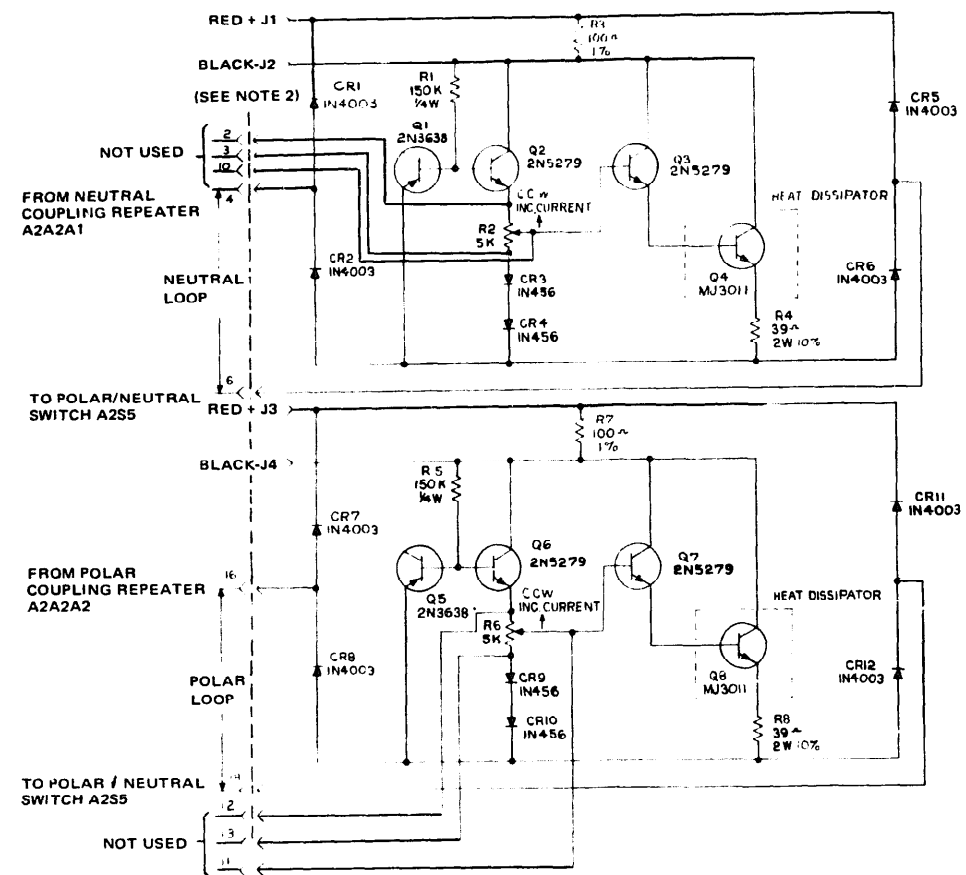 RED + J1
R3
100Ω
1%
BLACK-J2
R1
150 K
¼W
CR1
IN4003
CR5
IN4003
(SEE NOTE 2)
Q1
2N3638
2
NOT USED
3
10
4
Q2
2N5279
Q3
2N5279
FROM NEUTRAL
COUPLING REPEATER
A2A2A1
CCW
INC. CURRENT
HEAT DISSIPATOR
R2
5K
NEUTRAL
LOOP
CR2
IN4003
CR3
IN456
Q4
MJ3011
CR6
IN4003
CR4
IN456
R4
39Ω
2W 10%
6
TO POLAR/NEUTRAL
SWITCH A2S5
RED + J3
R7
100Ω
1%
BLACK-J4
R5
150K
¼W
CR11
IN4003
CR7
IN4003
Q6
2N5279
Q7
2N5279
FROM POLAR
COUPLING REPEATER
A2A2A2
16
Q5
2N3638
CCW
INC. CURRENT
HEAT DISSIPATOR
R6
5K
POLAR
LOOP
CR8
IN4003
CR9
IN456
Q8
MJ3011
CR12
IN4003
CR10
IN456
R8
39Ω
2W 10%
TO POLAR / NEUTRAL
SWITCH A2S5
12
NOT USED
13
11